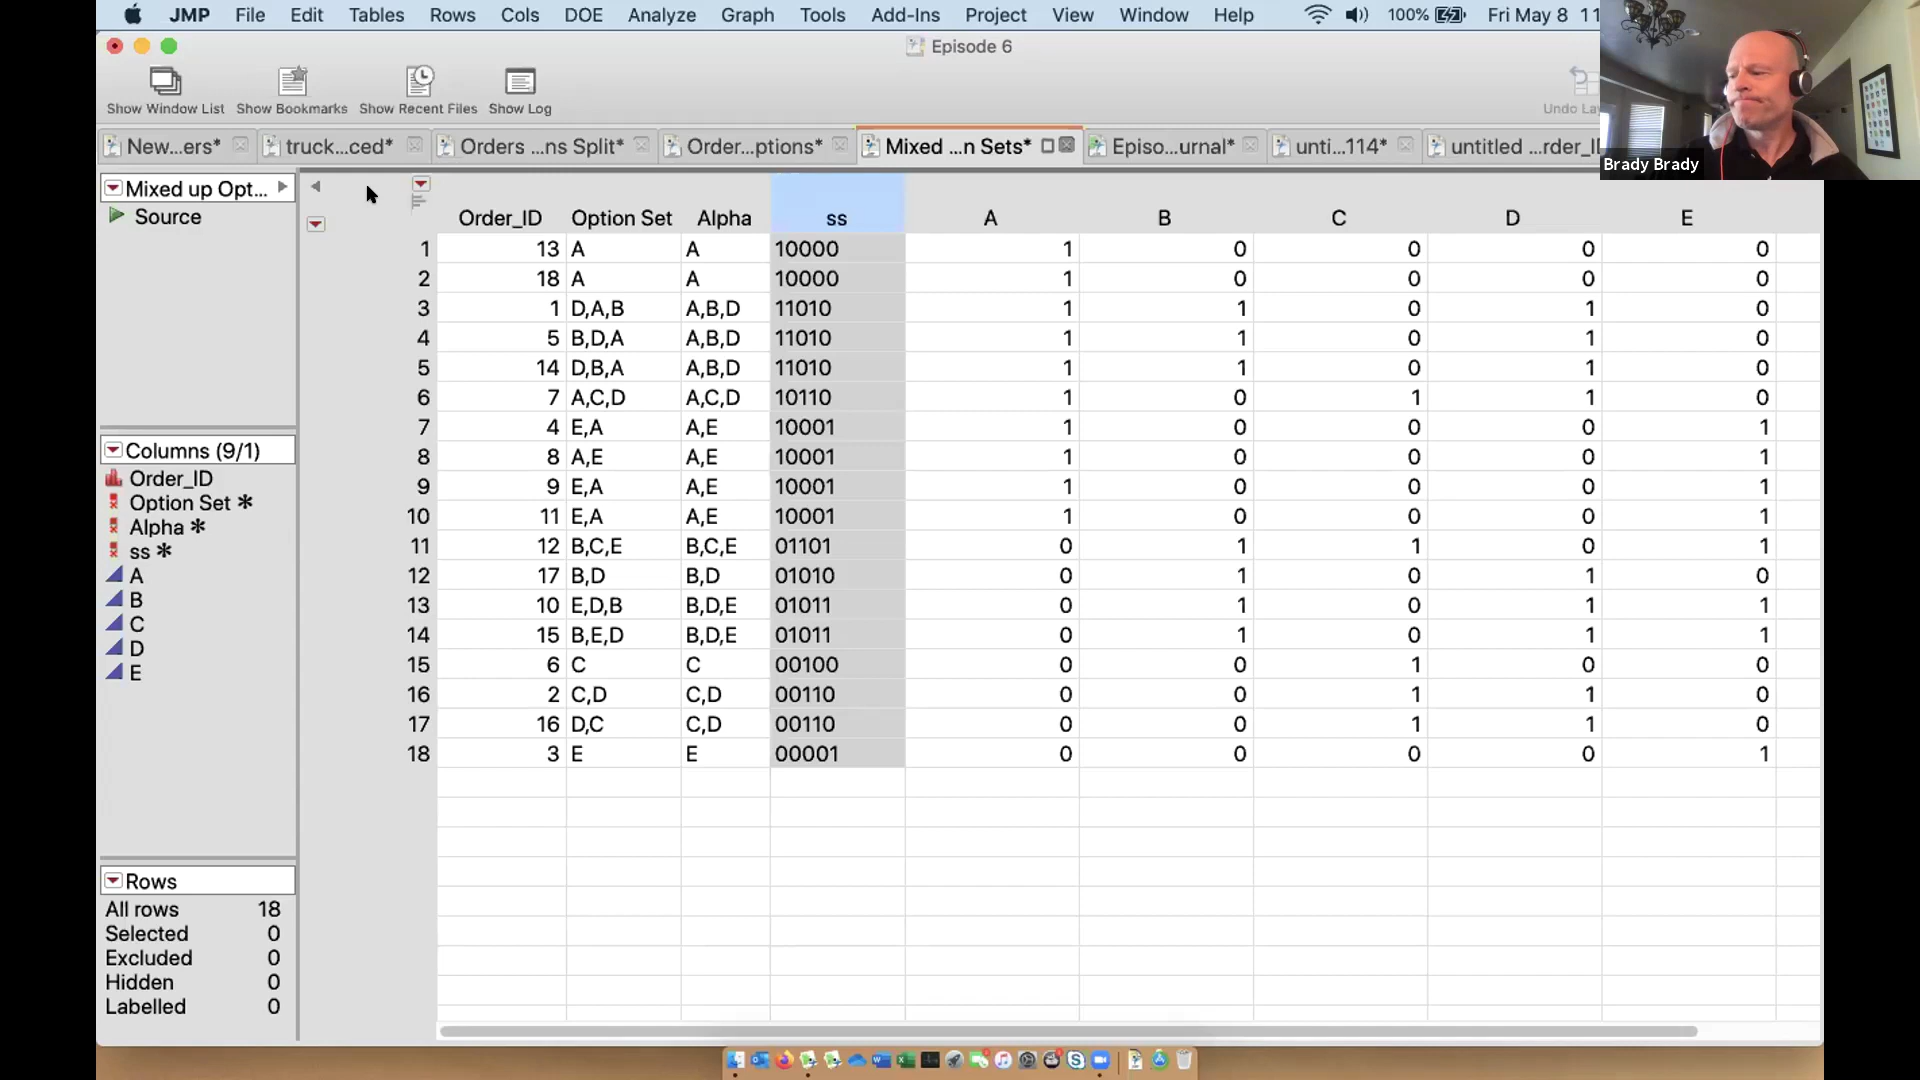 JMP File Edit Tables Rows Cols DOE Analyze Graph Tools Add-Ins Project View Window Help 100% Fri May 8 11
Episode 6
Show Window List Show Bookmarks Show Recent Files Show Log Undo La
New...ers* truck...ced* Orders ...ns Split* Order...ptions* Mixed ...n Sets* Episo...urnal* unti...114* untitled ...rder_I
Brady Brady
Mixed up Opt...
Source
Order_ID Option Set Alpha ss A B C D E
1 13 A A 10000 1 0 0 0 0
2 18 A A 10000 1 0 0 0 0
3 1 D,A,B A,B,D 11010 1 1 0 1 0
4 5 B,D,A A,B,D 11010 1 1 0 1 0
5 14 D,B,A A,B,D 11010 1 1 0 1 0
6 7 A,C,D A,C,D 10110 1 0 1 1 0
7 4 E,A A,E 10001 1 0 0 0 1
8 8 A,E A,E 10001 1 0 0 0 1
9 9 E,A A,E 10001 1 0 0 0 1
10 11 E,A A,E 10001 1 0 0 0 1
11 12 B,C,E B,C,E 01101 0 1 1 0 1
12 17 B,D B,D 01010 0 1 0 1 0
13 10 E,D,B B,D,E 01011 0 1 0 1 1
14 15 B,E,D B,D,E 01011 0 1 0 1 1
15 6 C C 00100 0 0 1 0 0
16 2 C,D C,D 00110 0 0 1 1 0
17 16 D,C C,D 00110 0 0 1 1 0
18 3 E E 00001 0 0 0 0 1
Columns (9/1)
Order_ID
Option Set *
Alpha *
ss *
A
B
C
D
E
Rows
All rows 18
Selected 0
Excluded 0
Hidden 0
Labelled 0